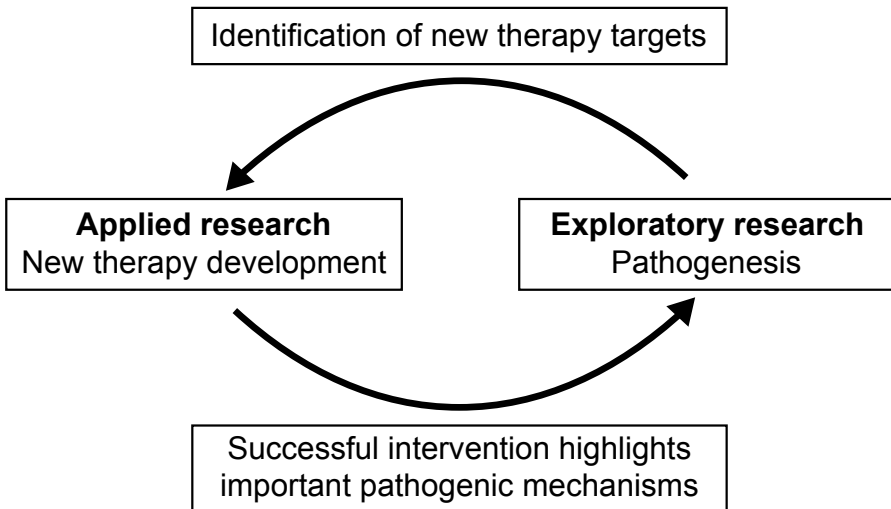 Identification of new therapy targets
Applied research
New therapy development
Exploratory research
Pathogenesis
Successful intervention highlights
important pathogenic mechanisms